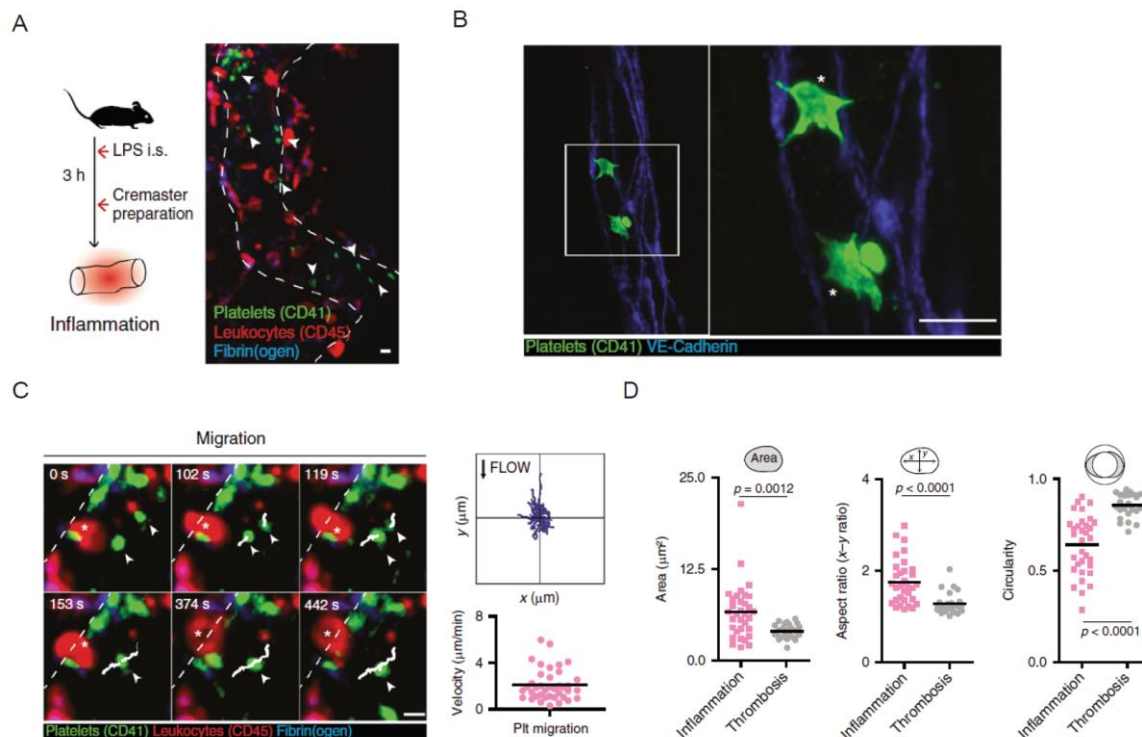 A
LPS i.s.
3 h
Cremaster
preparation
Inflammation
Platelets (CD41)
Leukocytes (CD45)
Fibrin(ogen)
B
*
*
Platelets (CD41) VE-Cadherin
C
Migration
0 s 102 s 119 s
* * *
153 s 374 s 442 s
* * *
Platelets (CD41) Leukocytes (CD45) Fibrin(ogen)
FLOW
y (μm)
x (μm)
Velocity (μm/min)
8
4
0
Plt migration
D
Area
p = 0.0012
Area (μm²)
25.0
12.5
0.0
Inflammation
Thrombosis
x y
p < 0.0001
Aspect ratio (x–y ratio)
4
2
0
Inflammation
Thrombosis
Circularity
1.0
0.5
0.0
p < 0.0001
Inflammation
Thrombosis